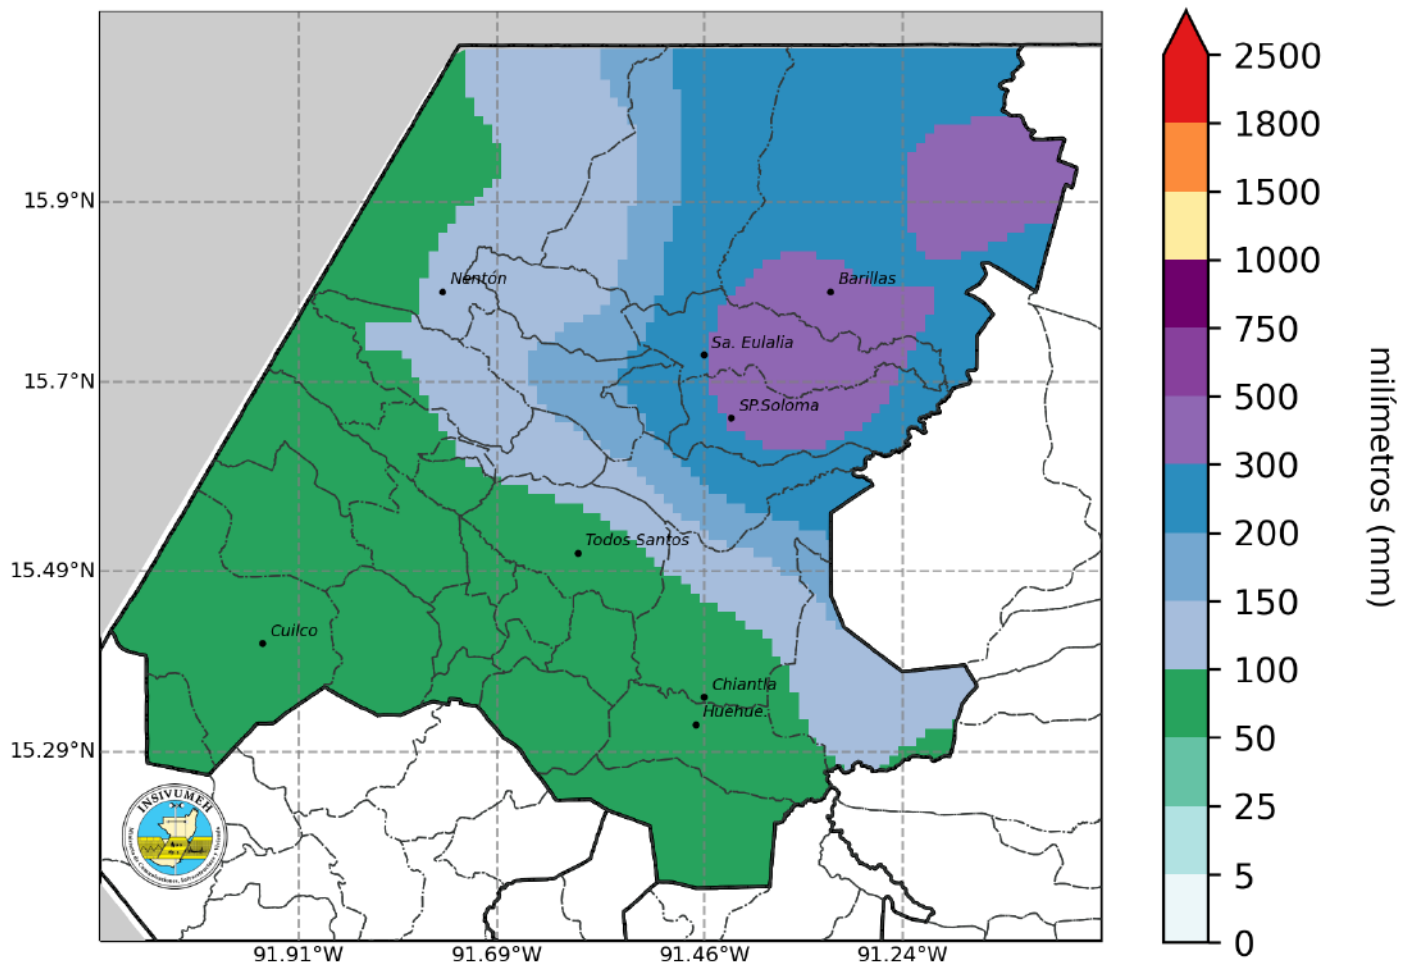 15.9°N
15.7°N
15.49°N
15.29°N
91.91°W
91.69°W
91.46°W
91.24°W
Nentón
Barillas
Sa. Eulalia
SP.Soloma
Todos Santos
Cuilco
Chiantla
Huehue.
INSIVUMEH
2500
1800
1500
1000
750
500
300
200
150
100
50
25
5
0
milímetros (mm)